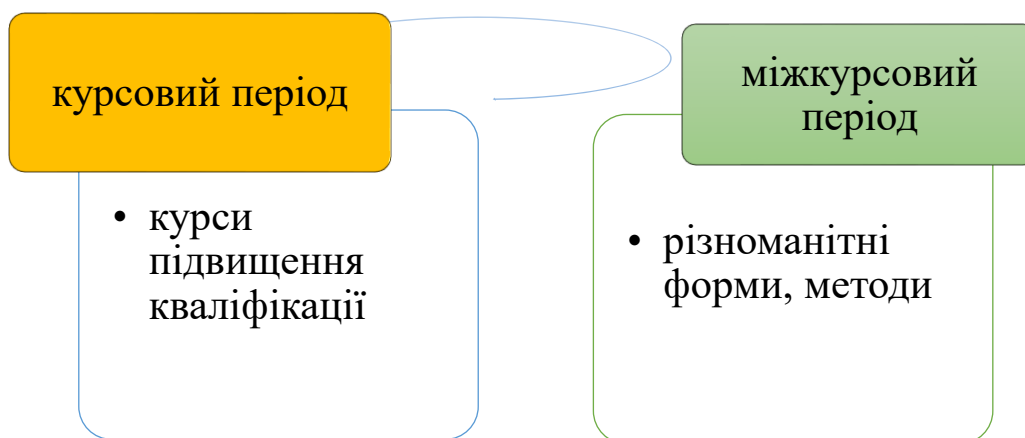 курсовий період
• курси
підвищення
кваліфікації
міжкурсовий
період
• різноманітні
форми, методи